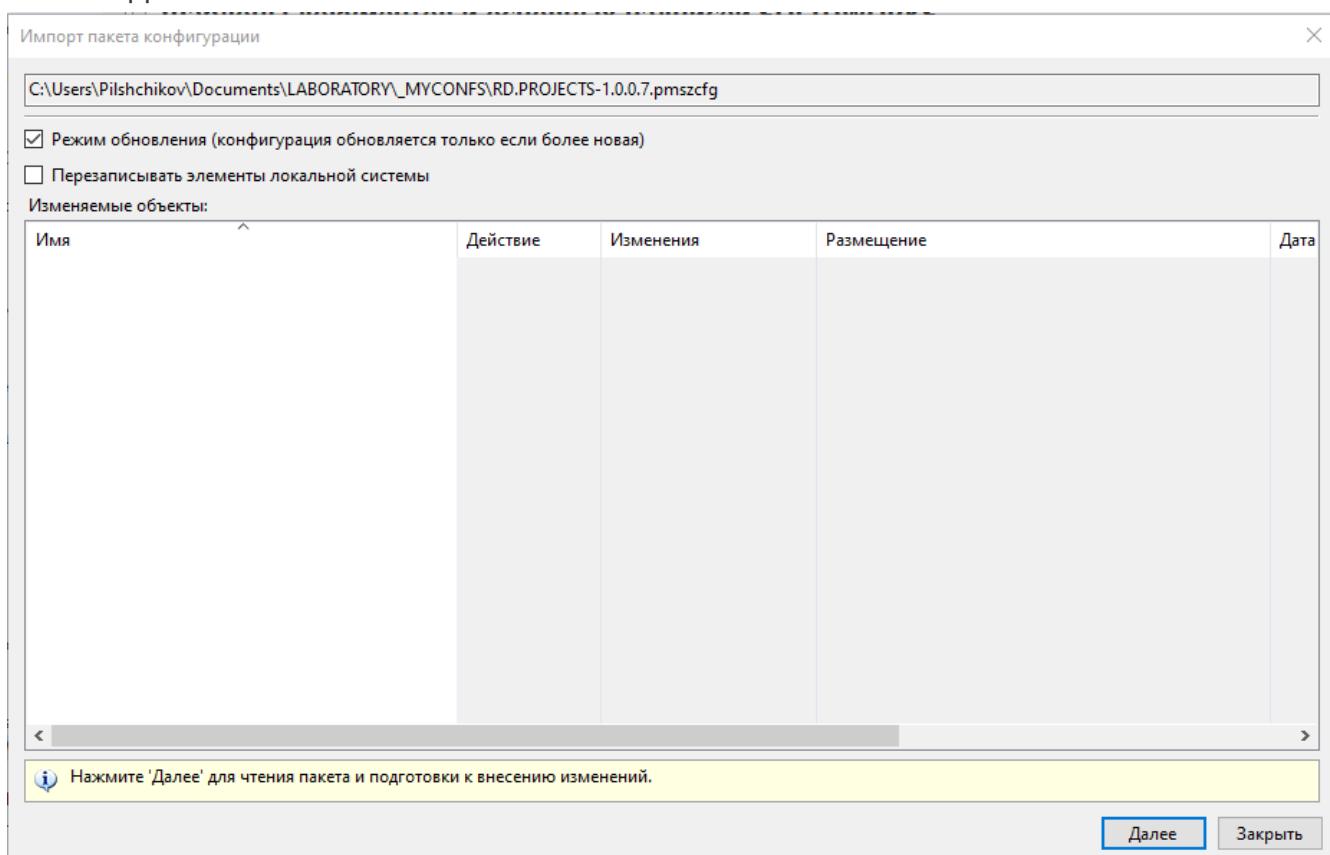 Импорт пакета конфигурации
C:\Users\Pilshchikov\Documents\LABORATORY\_MYCONFS\RD.PROJECTS-1.0.0.7.pmszcfg
Режим обновления (конфигурация обновляется только если более новая)
Перезаписывать элементы локальной системы
Изменяемые объекты:
Имя Действие Изменения Размещение Дата
Нажмите 'Далее' для чтения пакета и подготовки к внесению изменений.
Далее Закрыть